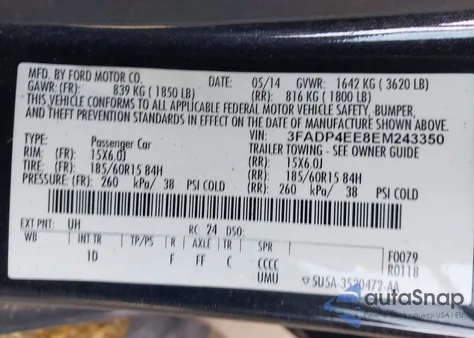 MFD. BY FORD MOTOR CO. DATE: 05/14 GVWR: 1642 KG ( 3620 LB)
GAWR: (FR): 839 KG ( 1850 LB) (RR): 816 KG ( 1800 LB)
THIS VEHICLE CONFORMS TO ALL APPLICABLE FEDERAL MOTOR VEHICLE SAFETY, BUMPER,
AND THEFT PREVENTION STANDARDS IN EFFECT ON THE DATE OF MANUFACTURE SHOWN ABOVE.
VIN: 3FADP4EE8EM243350
TYPE: Passenger Car TRAILER TOWING - SEE OWNER GUIDE
RIM: (FR): 15X6.0J (RR): 15X6.0J
TIRE: (FR): 185/60R15 84H (RR): 185/60R15 84H
PRESSURE: (FR): 260 kPa/ 38 PSI COLD (RR): 260 kPa/ 38 PSI COLD
EXT PNT: UH RC: 24 DSO:
WB INT TR TP/PS R AXLE TR SPR F0079
1D F FF C CCCC R0118
UMU 5USA-3520472-AA
autoSnap